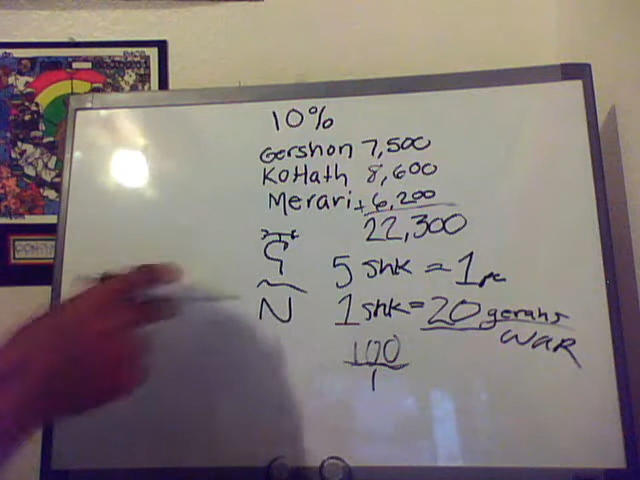 10%
Gershon 7,500
KoHath 8,600
Merari + 6,200
22,300
5 shk = 1
N 1 shk = 20 gerahs
WaR
100
1